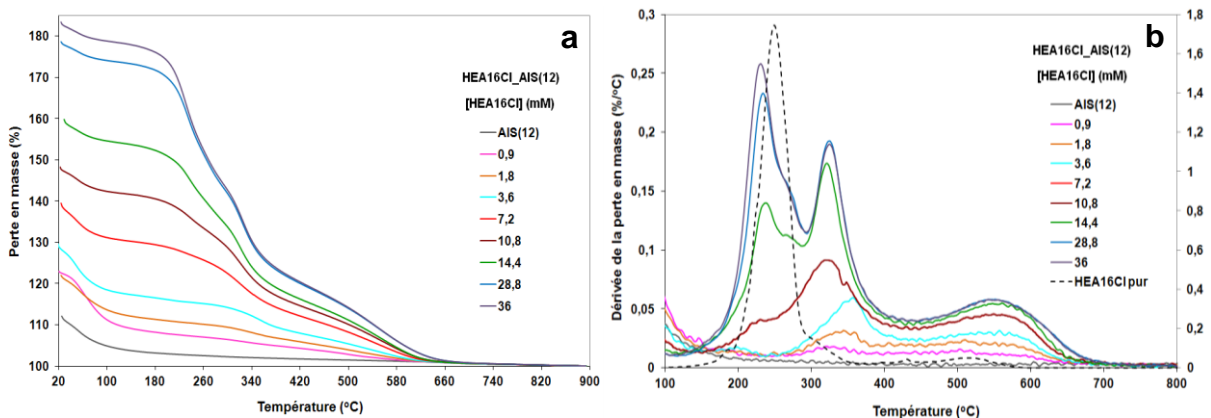 a
Perte en masse (%)
180
170
160
150
140
130
120
110
100
20 100 180 260 340 420 500 580 660 740 820 900
Température (°C)
HEA16Cl_AlS(12)
[HEA16Cl] (mM)
AlS(12)
0,9
1,8
3,6
7,2
10,8
14,4
28,8
36
b
Dérivée de la perte en masse (%/°C)
0,3
0,25
0,2
0,15
0,1
0,05
0
100 200 300 400 500 600 700 800
Température (°C)
1,8
1,6
1,4
1,2
1
0,8
0,6
0,4
0,2
0
HEA16Cl_AlS(12)
[HEA16Cl] (mM)
AlS(12)
0,9
1,8
3,6
7,2
10,8
14,4
28,8
36
HEA16Cl pur